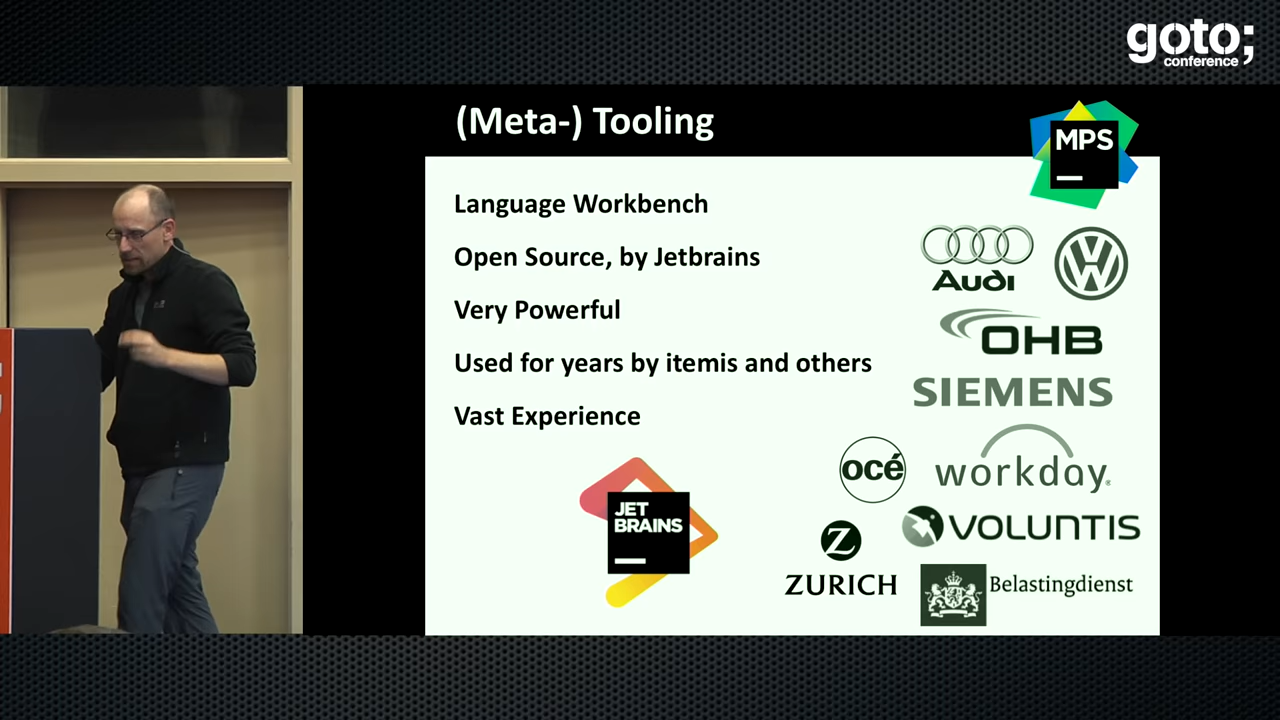 goto;
conference
(Meta-) Tooling
MPS
Language Workbench
Open Source, by Jetbrains
Very Powerful
Used for years by itemis and others
Vast Experience
Audi
OHB
SIEMENS
océ
workday®
VOLUNTIS
Z
ZURICH
Belastingdienst
JET
BRAINS